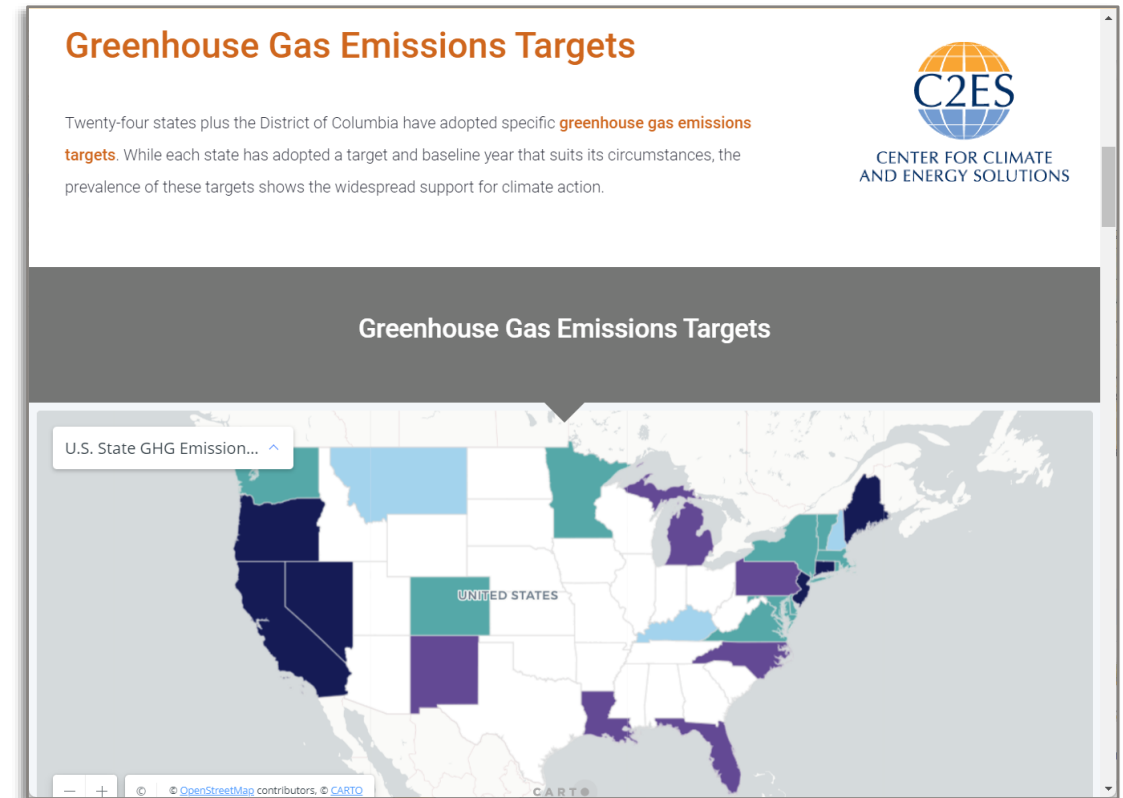 Greenhouse Gas Emissions Targets
C2ES
CENTER FOR CLIMATE
AND ENERGY SOLUTIONS
Twenty-four states plus the District of Columbia have adopted specific greenhouse gas emissions
targets. While each state has adopted a target and baseline year that suits its circumstances, the
prevalence of these targets shows the widespread support for climate action.
Greenhouse Gas Emissions Targets
U.S. State GHG Emission...
UNITED STATES
© © OpenStreetMap contributors, © CARTO
CARTO